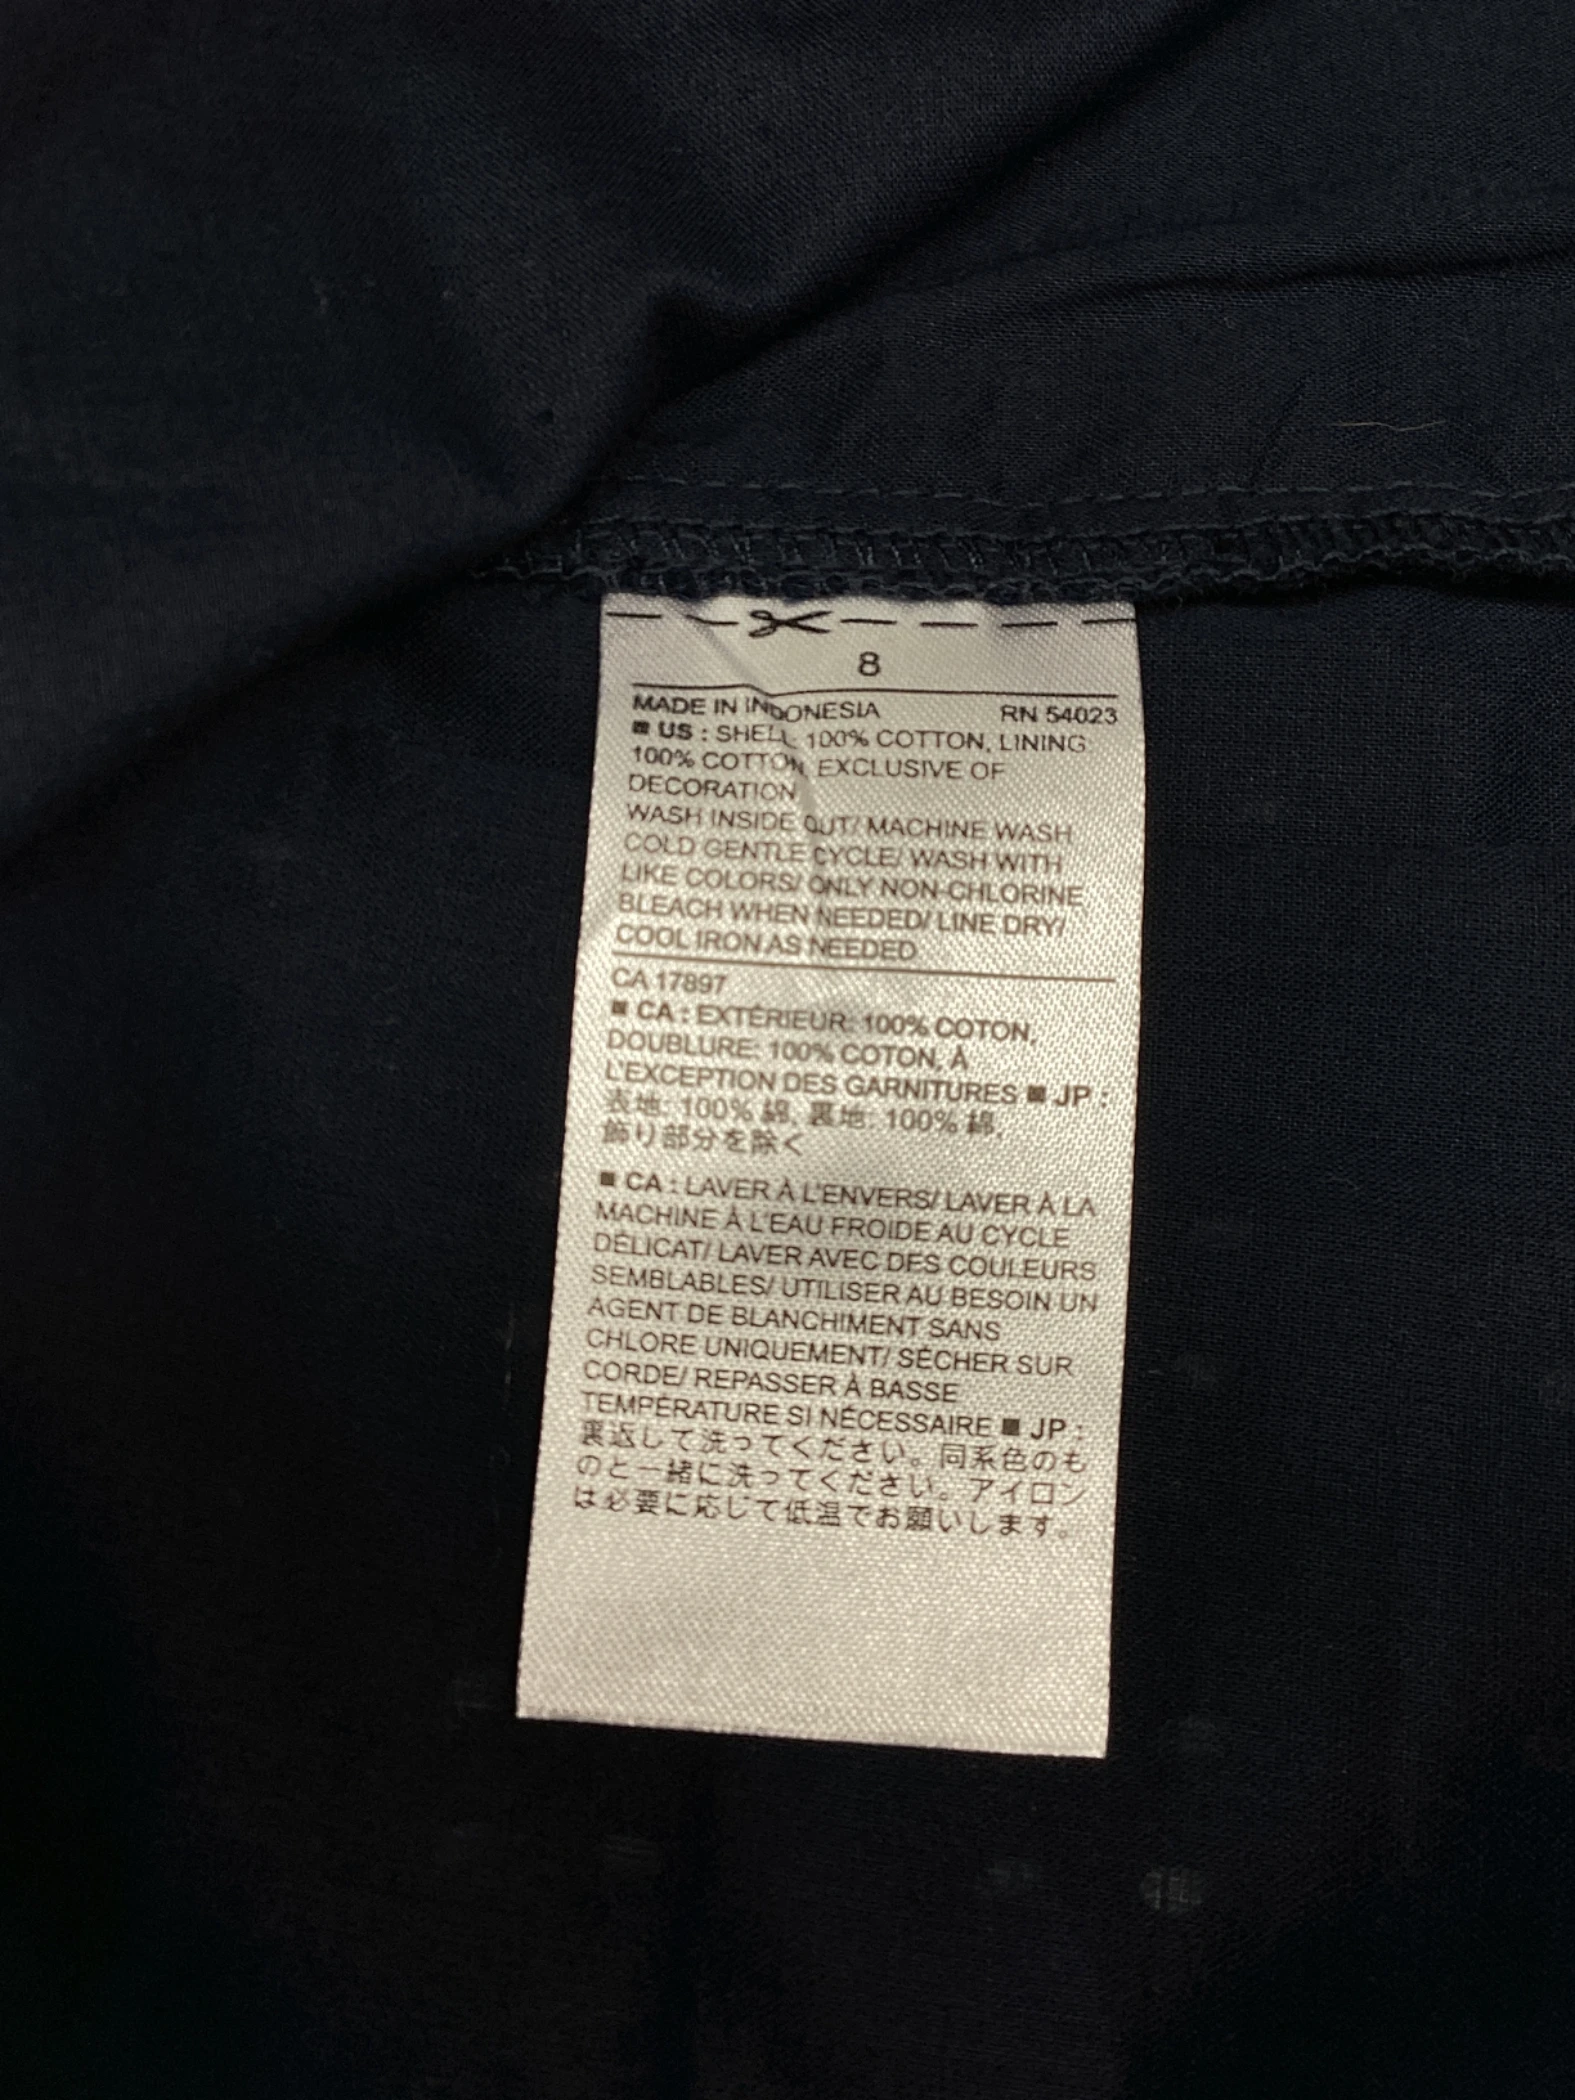 8
MADE IN INDONESIA RN 54023
■ US : SHELL: 100% COTTON, LINING:
100% COTTON, EXCLUSIVE OF
DECORATION
WASH INSIDE OUT/ MACHINE WASH
COLD GENTLE CYCLE/ WASH WITH
LIKE COLORS/ ONLY NON-CHLORINE
BLEACH WHEN NEEDED/ LINE DRY/
COOL IRON AS NEEDED
CA 17897
■ CA : EXTÉRIEUR: 100% COTON,
DOUBLURE: 100% COTON, À
L'EXCEPTION DES GARNITURES ■ JP :
表地: 100% 綿, 裏地: 100% 綿,
飾り部分を除く
■ CA : LAVER À L'ENVERS/ LAVER À LA
MACHINE À L'EAU FROIDE AU CYCLE
DÉLICAT/ LAVER AVEC DES COULEURS
SEMBLABLES/ UTILISER AU BESOIN UN
AGENT DE BLANCHIMENT SANS
CHLORE UNIQUEMENT/ SÉCHER SUR
CORDE/ REPASSER À BASSE
TEMPÉRATURE SI NÉCESSAIRE ■ JP :
裏返して洗ってください。同系色のも
のと一緒に洗ってください。アイロン
は必要に応じて低温でお願いします。